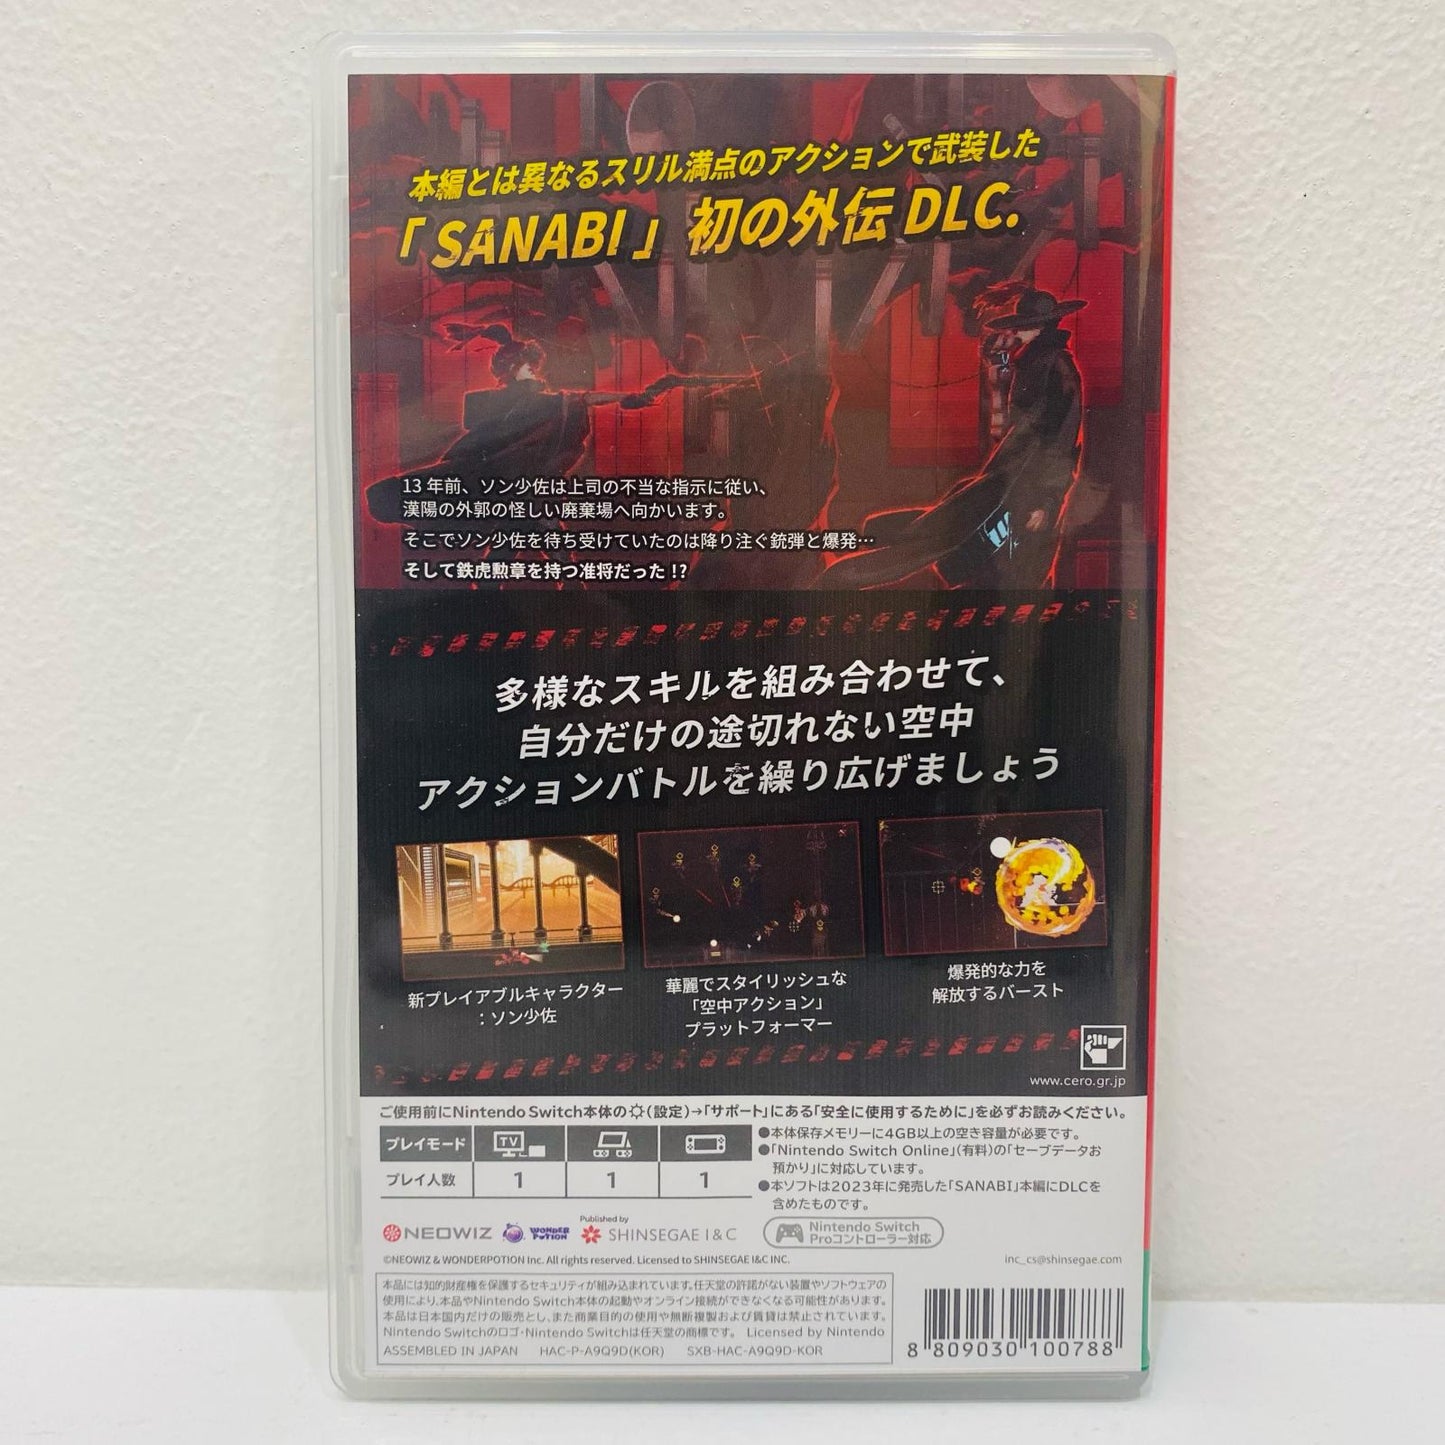 本編とは異なるスリル満点のアクションで武装した
「SANABI」初の外伝 DLC.
13 年前、ソン少佐は上司の不当な指示に従い、
漢陽の外郭の怪しい廃棄場へ向かいます。
そこでソン少佐を待ち受けていたのは降り注ぐ銃弾と爆発…
そして鉄虎勲章を持つ准将だった !?
多様なスキルを組み合わせて、
自分だけの途切れない空中
アクションバトルを繰り広げましょう
新プレイアブルキャラクター
：ソン少佐
華麗でスタイリッシュな
「空中アクション」
プラットフォーマー
爆発的な力を
解放するバースト
www.cero.gr.jp
ご使用前にNintendo Switch本体の(設定)→「サポート」にある「安全に使用するために」を必ずお読みください。
プレイモード TV
プレイ人数 1 1 1
●本体保存メモリーに4GB以上の空き容量が必要です。
●「Nintendo Switch Online」(有料)の「セーブデータお
預かり」に対応しています。
●本ソフトは2023年に発売した「SANABI」本編にDLCを
含めたものです。
NEOWIZ WONDER POTION Published by SHINSEGAE I&C
Nintendo Switch
Proコントローラー対応
©NEOWIZ & WONDERPOTION Inc. All rights reserved. Licensed to SHINSEGAE I&C INC.
inc_cs@shinsegae.com
本品には知的財産権を保護するセキュリティが組み込まれています。任天堂の許諾がない装置やソフトウェアの
使用により、本品やNintendo Switch本体の起動やオンライン接続ができなくなる可能性があります。
本品は日本国内だけの販売とし、また商業目的の使用や無断複製および賃貸は禁止されています。
Nintendo Switchのロゴ・Nintendo Switchは任天堂の商標です。 Licensed by Nintendo
ASSEMBLED IN JAPAN HAC-P-A9Q9D(KOR) SXB-HAC-A9Q9D-KOR
8 809030 100788